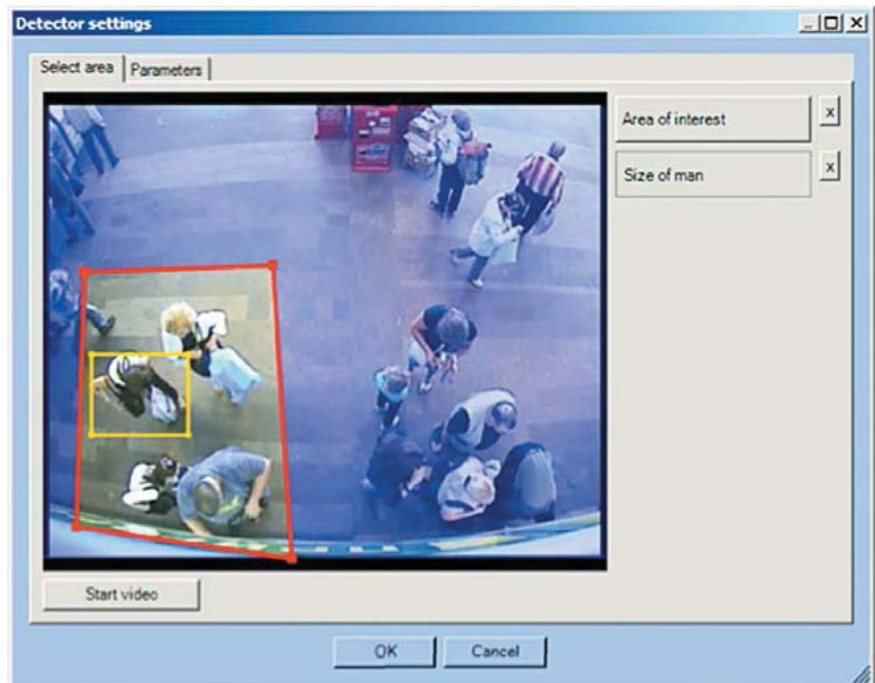 Detector settings
Select area
Parameters
Area of interest
x
Size of man
x
Start video
OK
Cancel